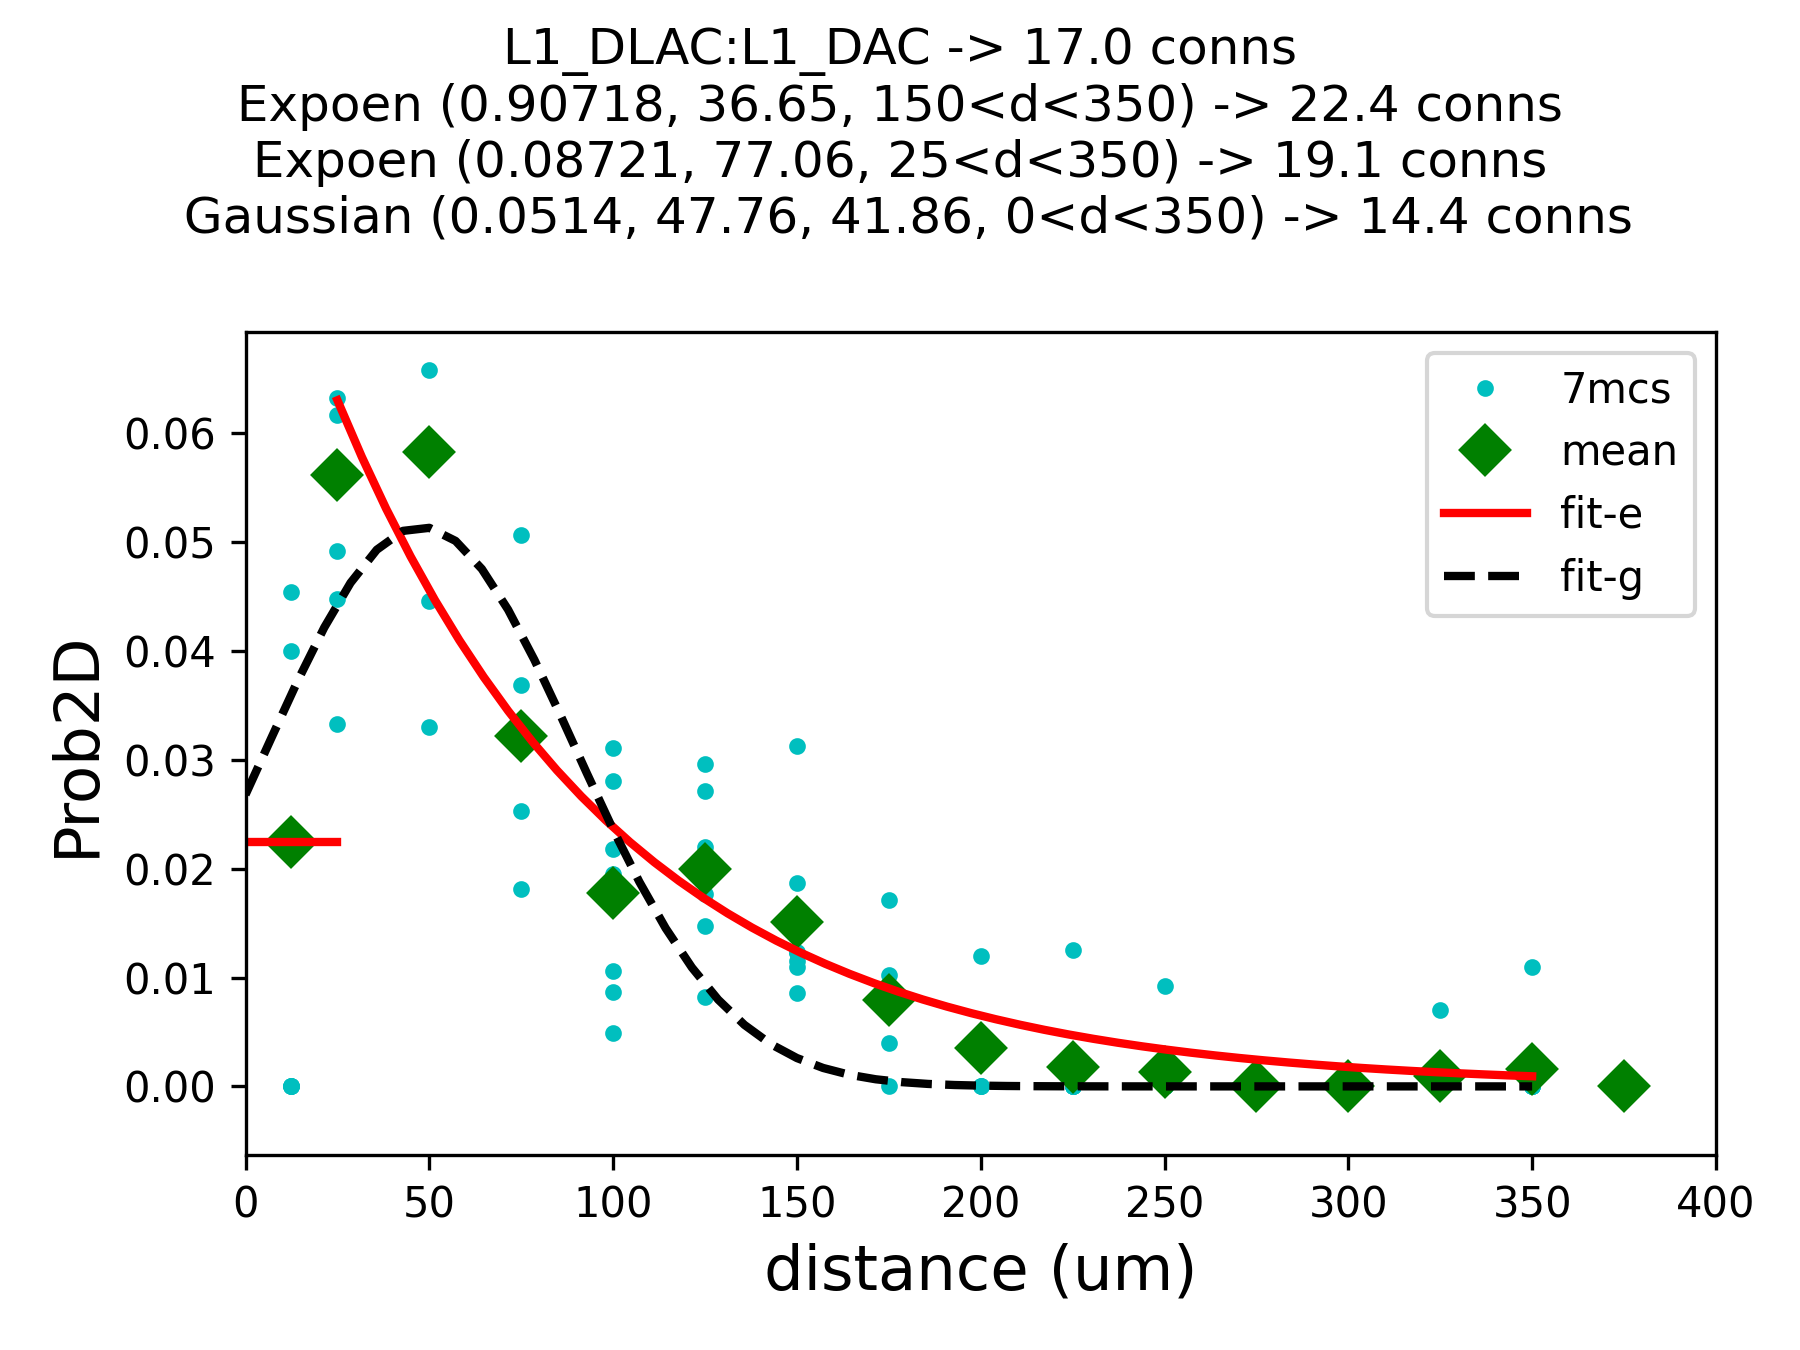 L1_DLAC:L1_DAC -> 17.0 conns
Expoen (0.90718, 36.65, 150<d<350) -> 22.4 conns
Expoen (0.08721, 77.06, 25<d<350) -> 19.1 conns
Gaussian (0.0514, 47.76, 41.86, 0<d<350) -> 14.4 conns
7mcs
mean
fit-e
fit-g
Prob2D
0.06
0.05
0.04
0.03
0.02
0.01
0.00
0 50 100 150 200 250 300 350 400
distance (um)